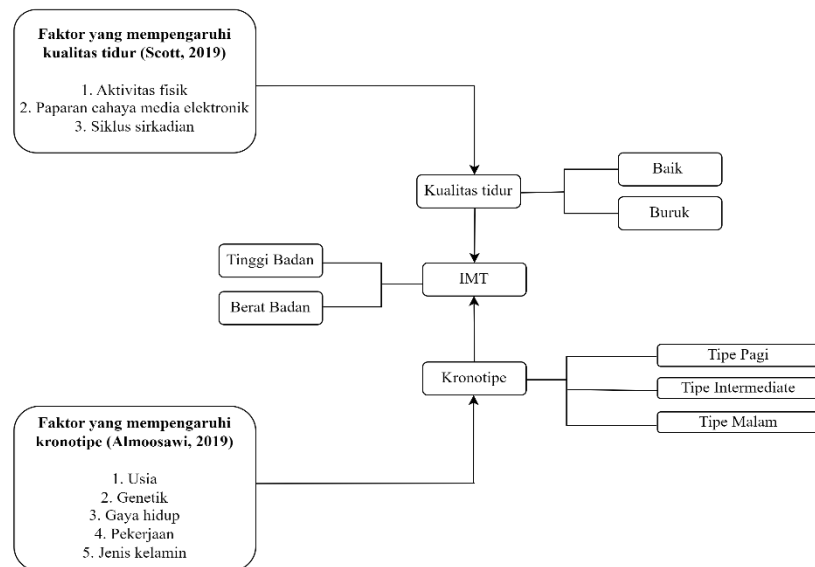 Faktor yang mempengaruhi
kualitas tidur (Scott, 2019)
1. Aktivitas fisik
2. Paparan cahaya media elektronik
3. Siklus sirkadian
Kualitas tidur
Baik
Buruk
Tinggi Badan
Berat Badan
IMT
Kronotipe
Tipe Pagi
Tipe Intermediate
Tipe Malam
Faktor yang mempengaruhi
kronotipe (Almoosawi, 2019)
1. Usia
2. Genetik
3. Gaya hidup
4. Pekerjaan
5. Jenis kelamin